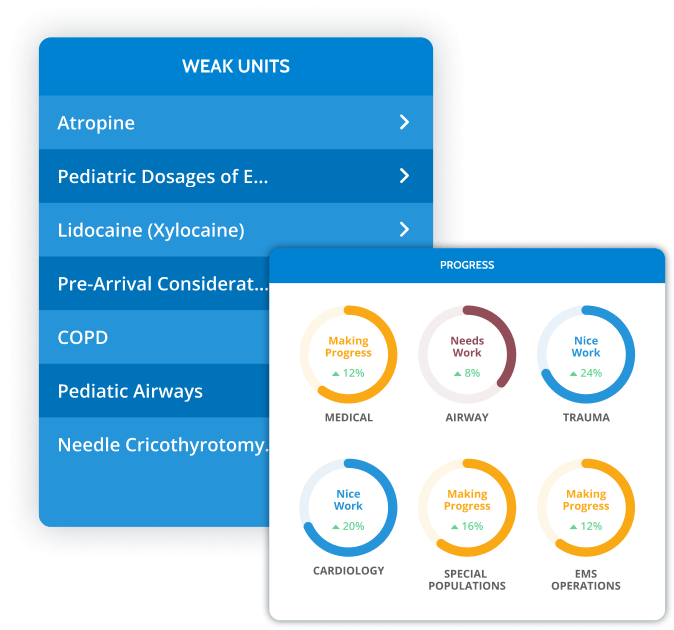 WEAK UNITS
Atropine
Pediatric Dosages of E...
Lidocaine (Xylocaine)
Pre-Arrival Considerat...
COPD
Pediatic Airways
Needle Cricothyrotomy.
PROGRESS
Making
Progress
12%
MEDICAL
Needs
Work
8%
AIRWAY
Nice
Work
24%
TRAUMA
Nice
Work
20%
CARDIOLOGY
Making
Progress
16%
SPECIAL
POPULATIONS
Making
Progress
12%
EMS
OPERATIONS